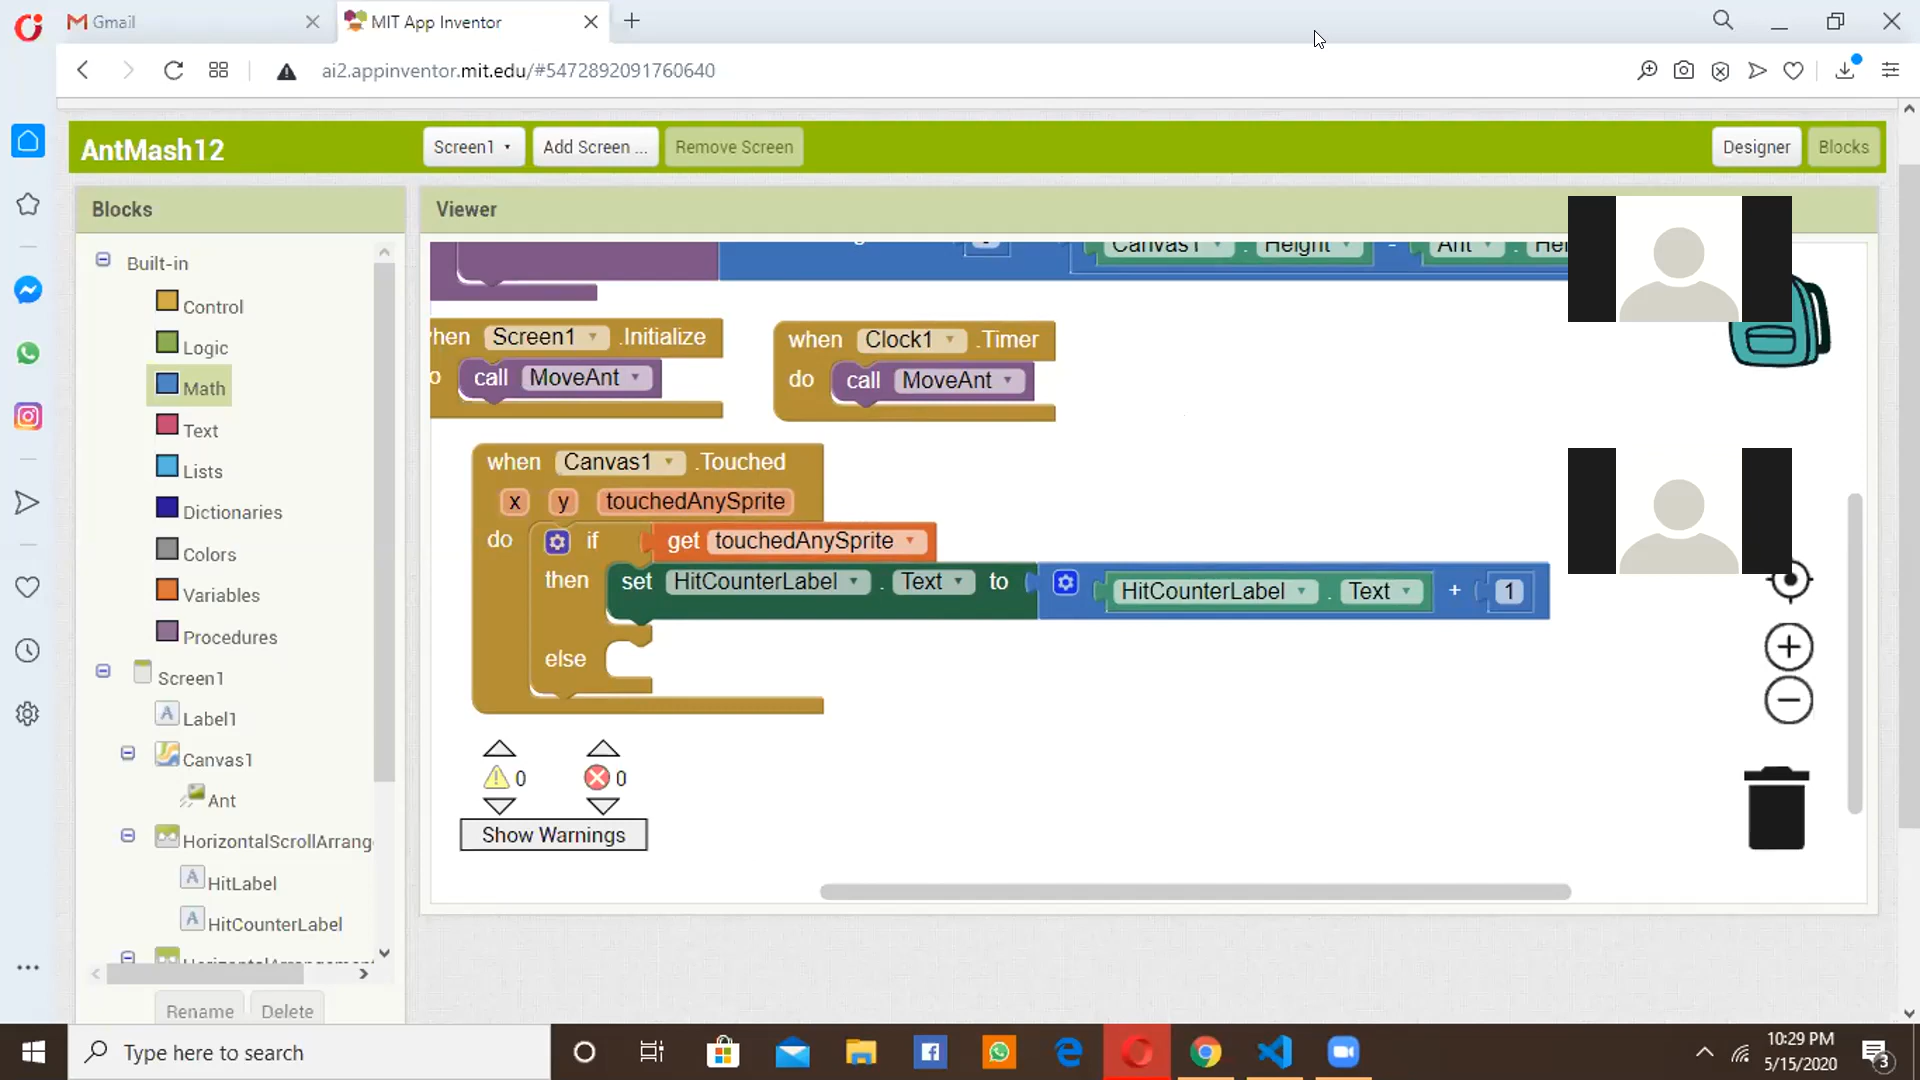 Gmail
MIT App Inventor
ai2.appinventor.mit.edu/#5472892091760640
AntMash12
Screen1
Add Screen ...
Remove Screen
Designer
Blocks
Blocks
Viewer
Built-in
Control
Logic
Math
Text
Lists
Dictionaries
Colors
Variables
Procedures
Screen1
Label1
Canvas1
Ant
HorizontalScrollArrang
HitLabel
HitCounterLabel
Rename
Delete
Canvas1 . Height - Ant .
when Screen1 .Initialize
call MoveAnt
when Clock1 .Timer
do call MoveAnt
when Canvas1 .Touched
x y touchedAnySprite
do if get touchedAnySprite
then set HitCounterLabel . Text to HitCounterLabel . Text + 1
else
0 0
Show Warnings
Type here to search
10:29 PM
5/15/2020
3